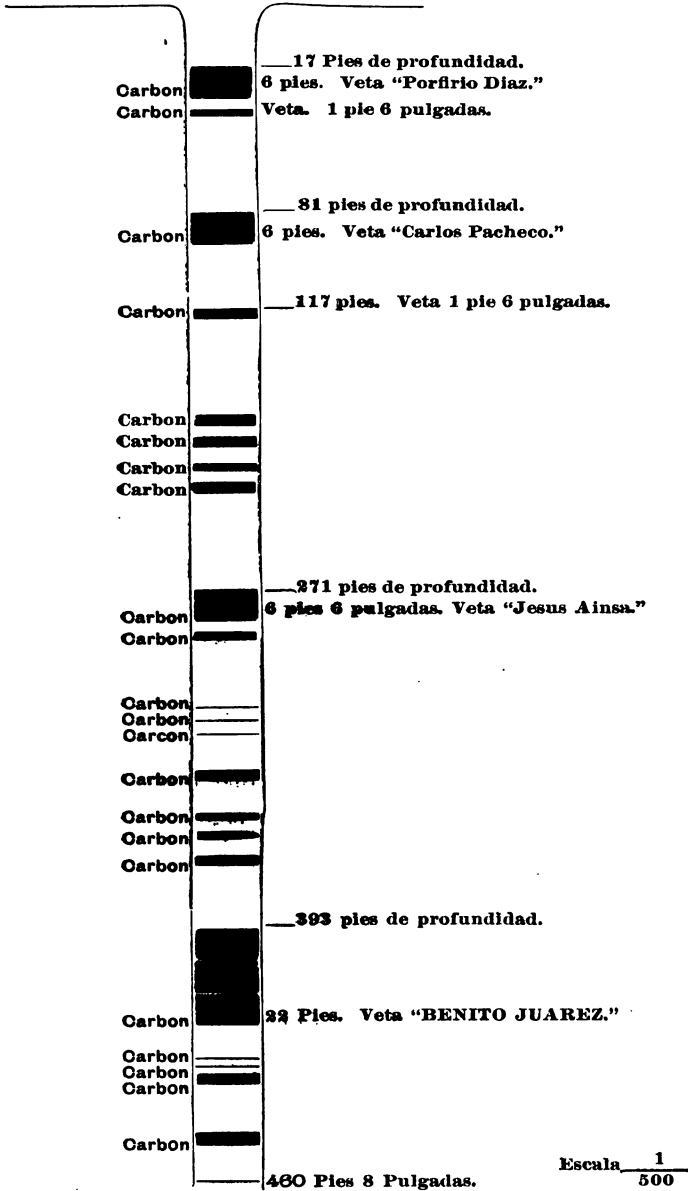 17 Pies de profundidad.
Carbon 6 pies. Veta “Porfirio Diaz.”
Carbon Veta. 1 pie 6 pulgadas.
81 pies de profundidad.
Carbon 6 pies. Veta “Carlos Pacheco.”
117 pies. Veta 1 pie 6 pulgadas.
Carbon
Carbon
Carbon
Carbon
Carbon
271 pies de profundidad.
6 pies 6 pulgadas. Veta “Jesus Ainsa.”
Carbon
Carbon
Carbon
Carbon
Carcon
Carbon
Carbon
Carbon
Carbon
393 pies de profundidad.
Carbon 22 Pies. Veta “BENITO JUAREZ.”
Carbon
Carbon
Carbon
Carbon
Escala 1
500
460 Pies 8 Pulgadas.